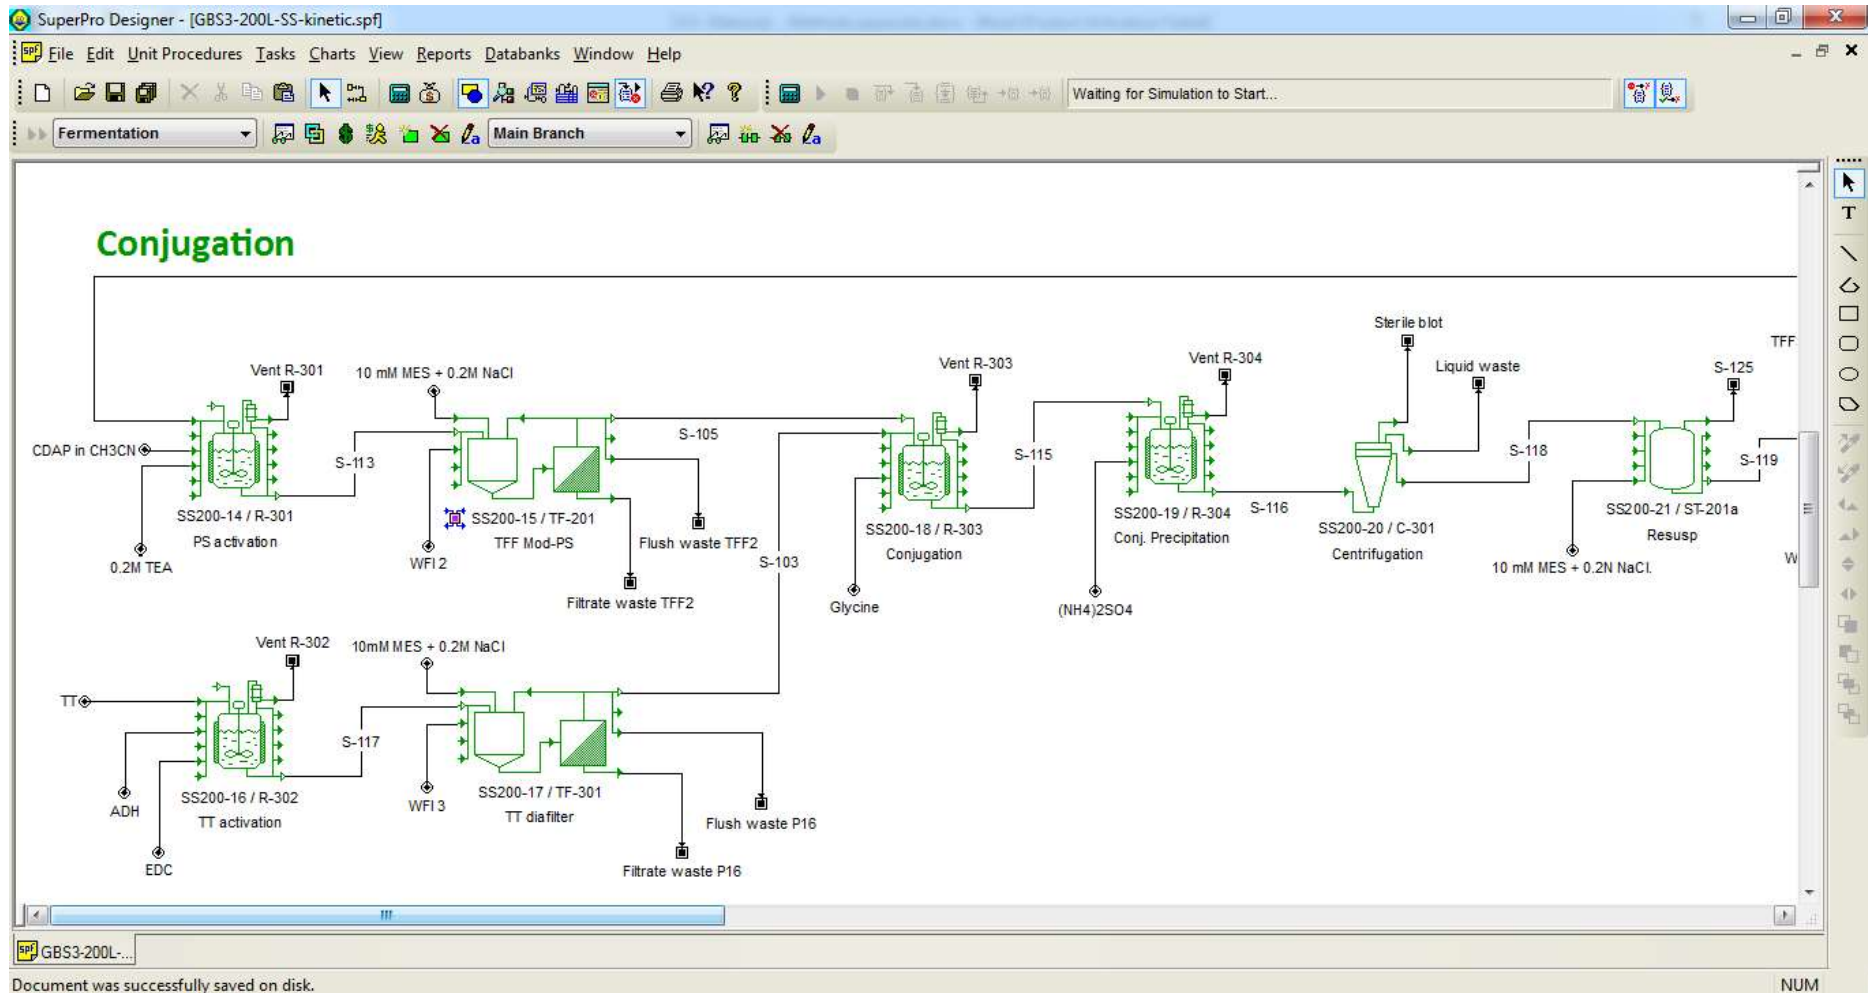 SuperPro Designer - [GBS3-200L-SS-kinetic.spf]
File Edit Unit Procedures Tasks Charts View Reports Databanks Window Help
Waiting for Simulation to Start...
Fermentation
Main Branch
Conjugation
Sterile blot
TFF
Vent R-301
10 mM MES + 0.2M NaCl
Vent R-303
Vent R-304
Liquid waste
S-125
CDAP in CH3CN
S-113
S-105
S-115
S-118
S-119
SS200-14 / R-301
PS activation
SS200-15 / TF-201
TFF Mod-PS
SS200-18 / R-303
Conjugation
SS200-19 / R-304
Conj. Precipitation
S-116
SS200-20 / C-301
Centrifugation
SS200-21 / ST-201a
Resusp
0.2M TEA
WFI 2
Flush waste TFF2
S-103
10 mM MES + 0.2N NaCl.
W
Filtrate waste TFF2
Glycine
(NH4)2SO4
Vent R-302
10mM MES + 0.2M NaCl
TT
S-117
SS200-16 / R-302
TT activation
SS200-17 / TF-301
TT diafilter
ADH
WFI 3
Flush waste P16
EDC
Filtrate waste P16
GBS3-200L-...
Document was successfully saved on disk.
NUM